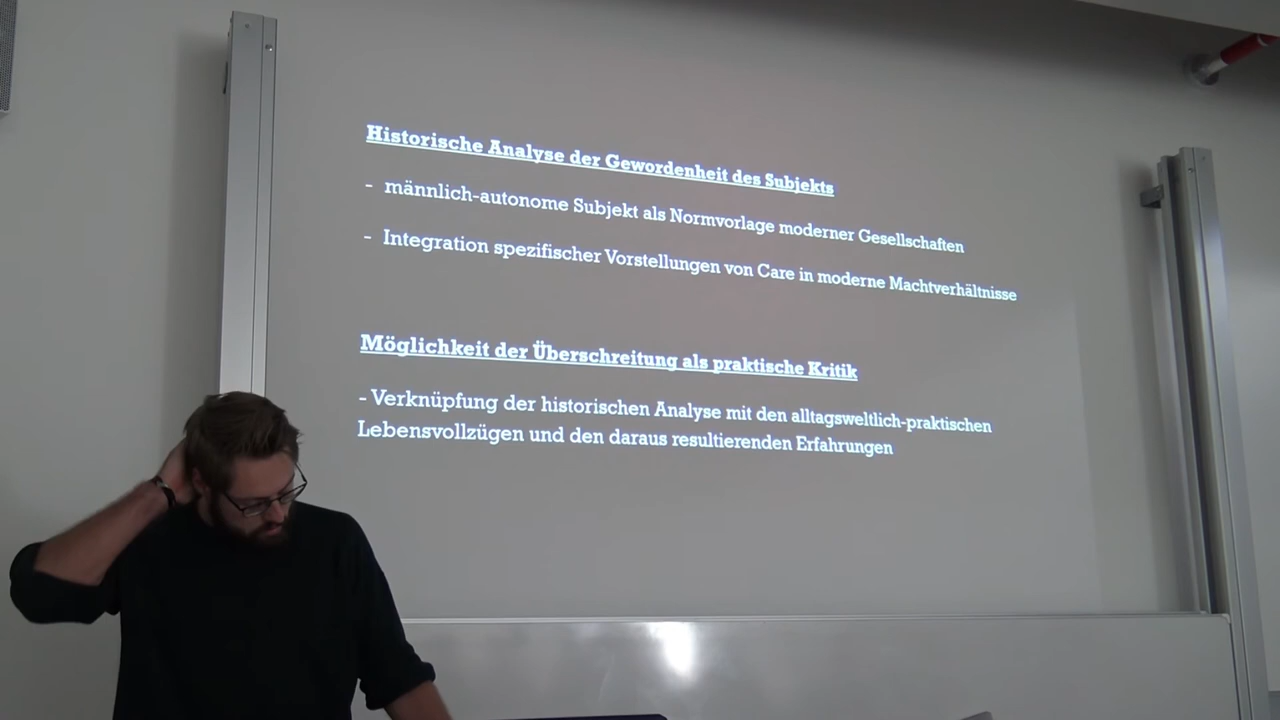 Historische Analyse der Gewordenheit des Subjekts
- männlich-autonome Subjekt als Normvorlage moderner Gesellschaften
- Integration spezifischer Vorstellungen von Care in moderne Machtverhältnisse
Möglichkeit der Überschreitung als praktische Kritik
- Verknüpfung der historischen Analyse mit den alltagsweltlich-praktischen
Lebensvollzügen und den daraus resultierenden Erfahrungen